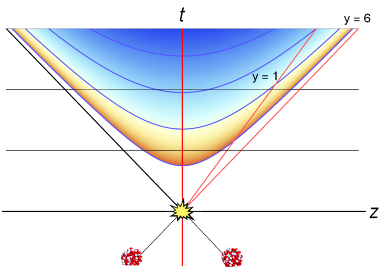 t
y = 6
y = 1
z